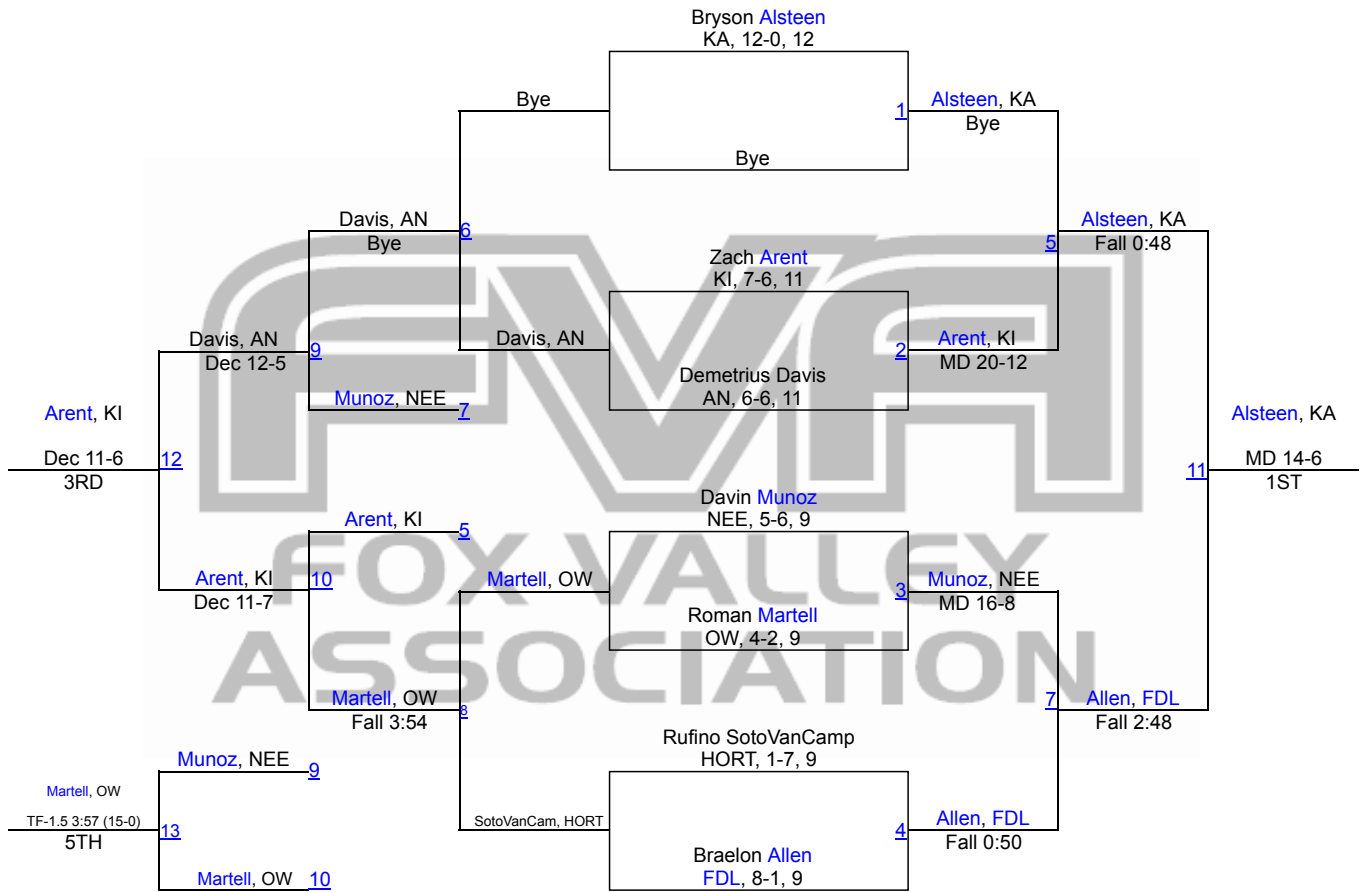 Bryson Alsteen
KA, 12-0, 12
Bye
1
Alsteen, KA
Bye
Bye
Davis, AN
Bye
6
Alsteen, KA
5
Fall 0:48
Zach Arent
KI, 7-6, 11
Davis, AN
Dec 12-5
9
Davis, AN
2
Arent, KI
MD 20-12
Demetrius Davis
AN, 6-6, 11
Munoz, NEE
7
Arent, KI
Dec 11-6
3RD
12
Alsteen, KA
11
MD 14-6
1ST
Davin Munoz
NEE, 5-6, 9
Arent, KI
5
Arent, KI
Dec 11-7
10
Martell, OW
3
Munoz, NEE
MD 16-8
Roman Martell
OW, 4-2, 9
Martell, OW
Fall 3:54
8
7
Allen, FDL
Fall 2:48
Rufino SotoVanCamp
HORT, 1-7, 9
Munoz, NEE
9
Martell, OW
TF-1.5 3:57 (15-0)
5TH
13
SotoVanCam, HORT
4
Allen, FDL
Fall 0:50
Braelon Allen
FDL, 8-1, 9
Martell, OW
10
FVA
FOX VALLEY
ASSOCIATION